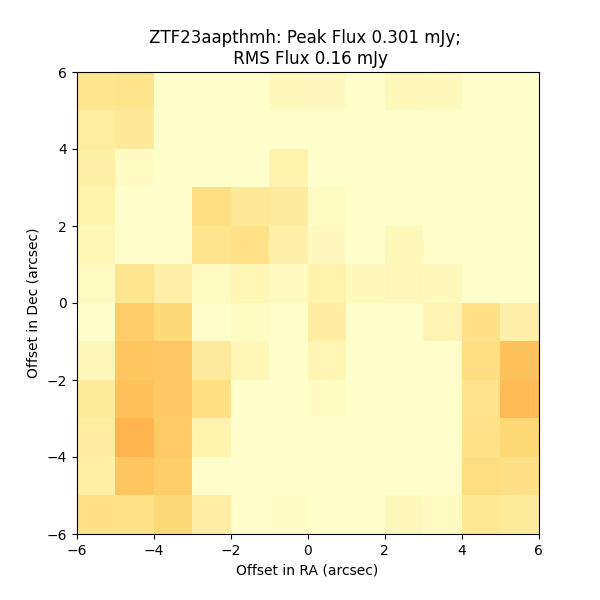 ZTF23aapthmh: Peak Flux 0.301 mJy;
RMS Flux 0.16 mJy
6
4
2
0
−2
−4
−6
Offset in Dec (arcsec)
−6 −4 −2 0 2 4 6
Offset in RA (arcsec)